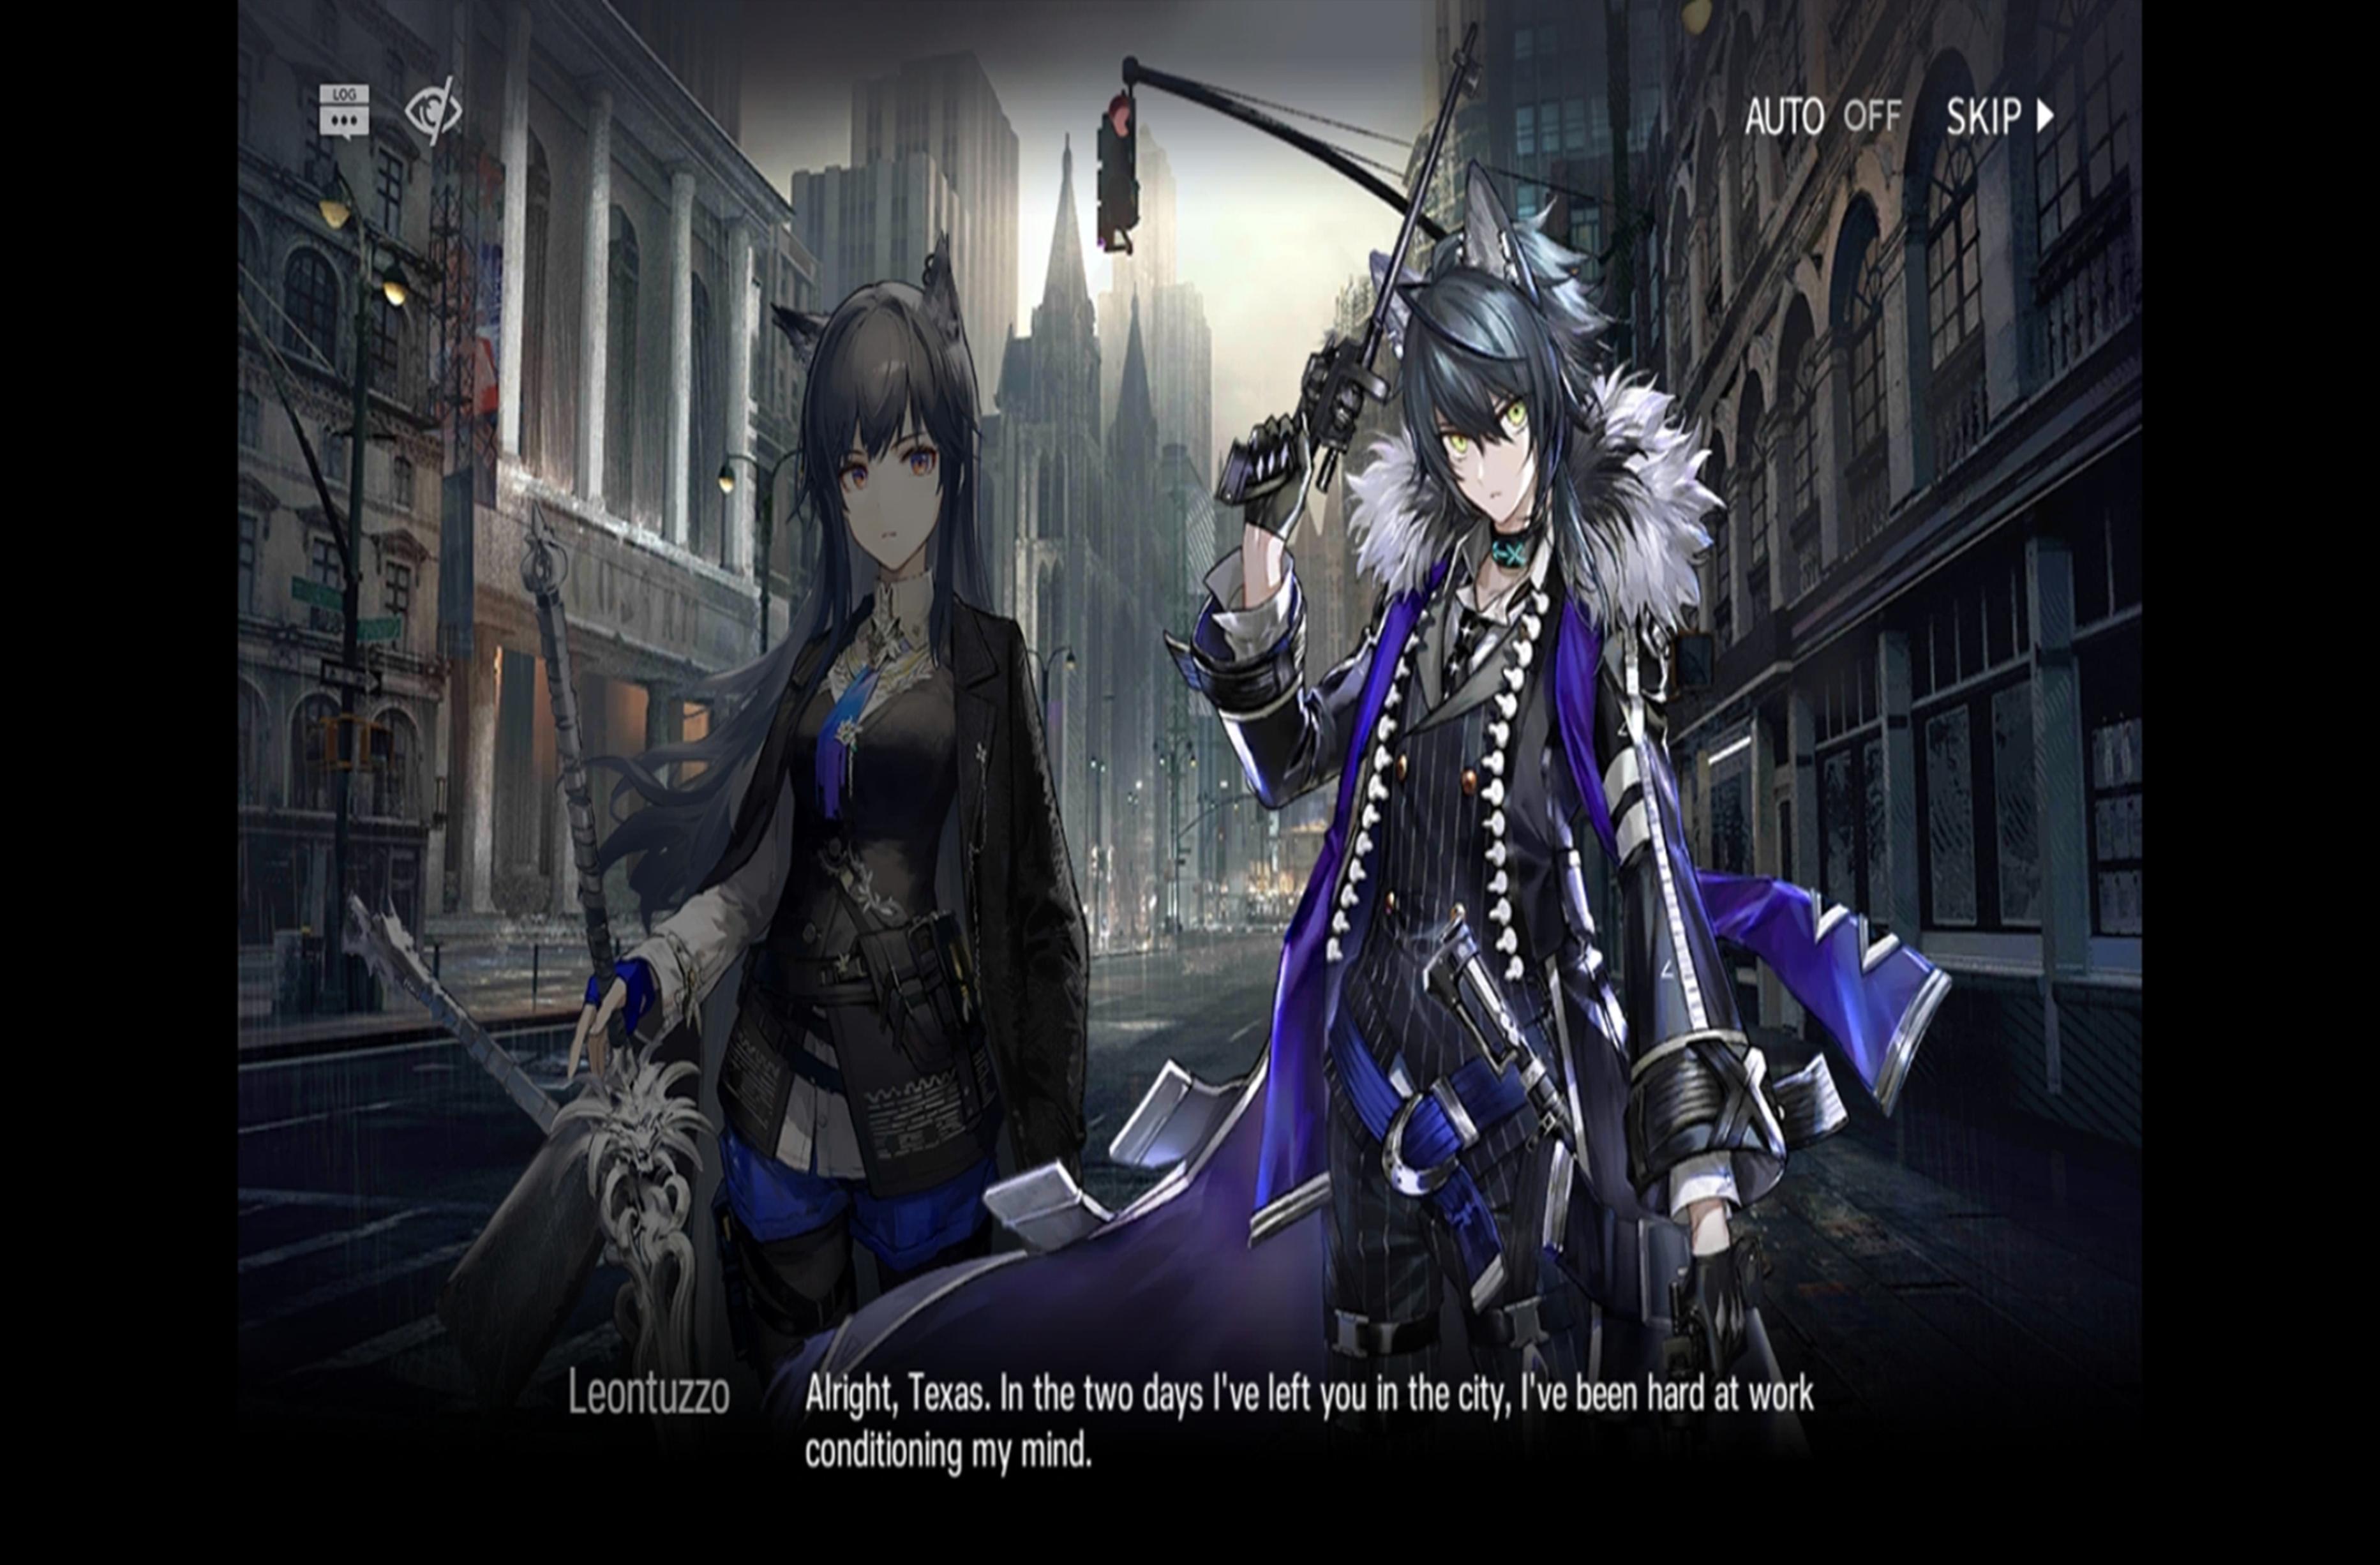 LOG
AUTO OFF SKIP
Leontuzzo
Alright, Texas. In the two days I've left you in the city, I've been hard at work
conditioning my mind.